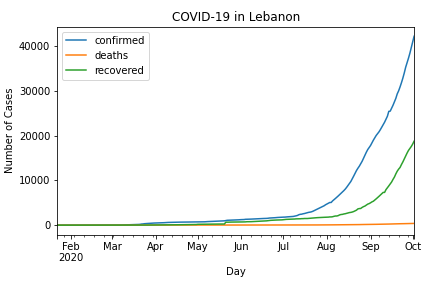 COVID-19 in Lebanon
confirmed
deaths
recovered
Number of Cases
40000
30000
20000
10000
0
Feb Mar Apr May Jun Jul Aug Sep Oct
2020
Day